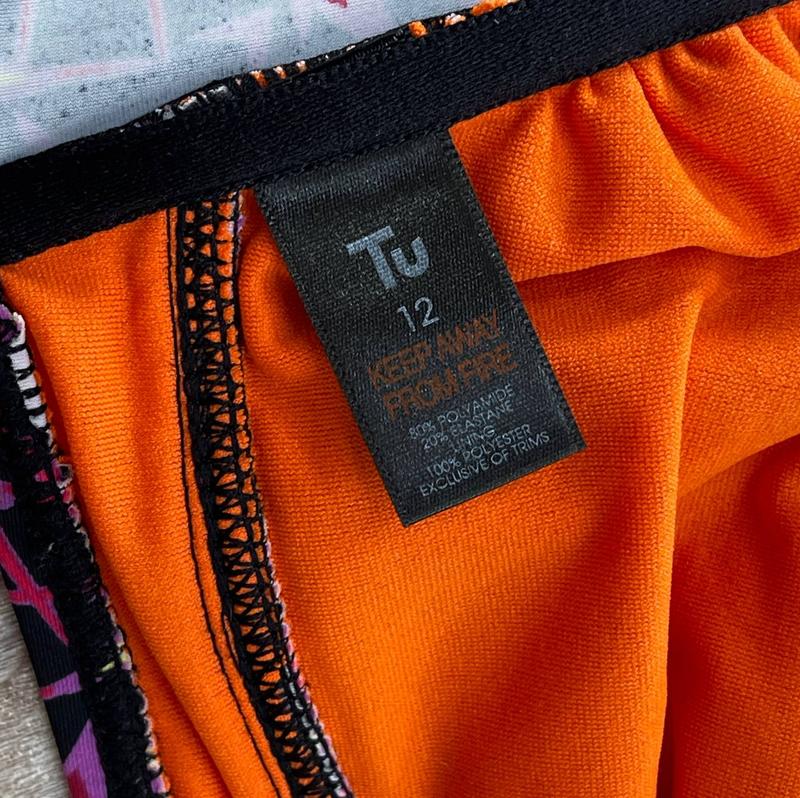 Tu
12
KEEP AWAY
FROM FIRE
80% POLYAMIDE
20% ELASTANE
LINING
100% POLYESTER
EXCLUSIVE OF TRIMS